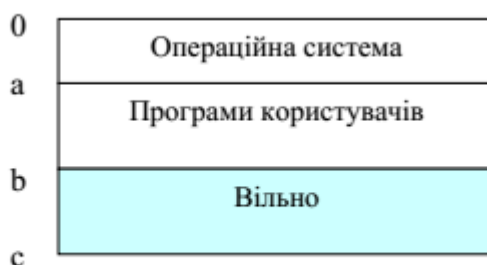 0
Операційна система
a
Програми користувачів
b
Вільно
c